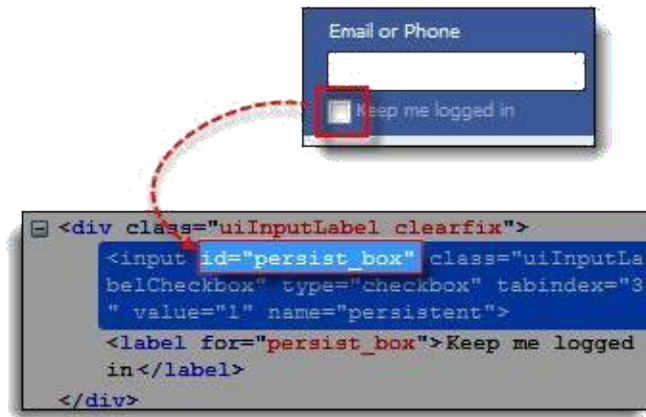 Email or Phone
Keep me logged in
<div class="uiInputLabel clearfix">
<input id="persist_box" class="uiInputLa
belCheckbox" type="checkbox" tabindex="3
" value="1" name="persistent">
<label for="persist_box">Keep me logged
in</label>
</div>